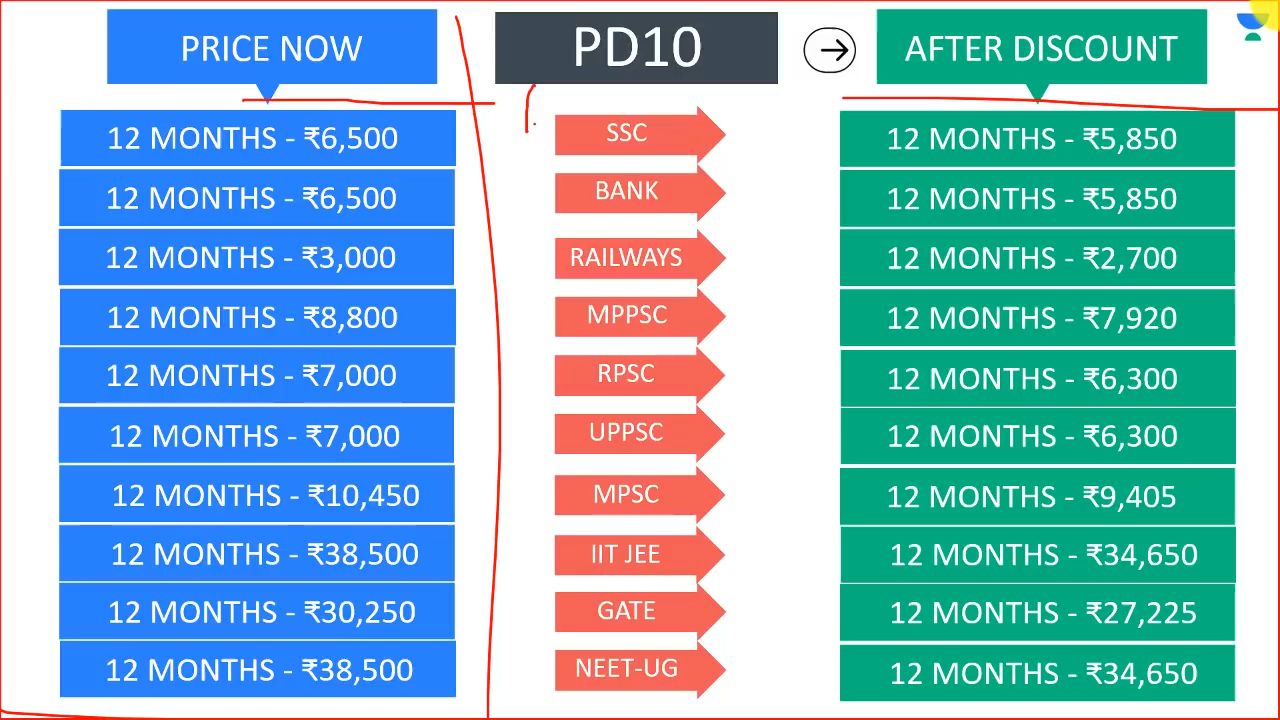 PRICE NOW PD10 AFTER DISCOUNT
12 MONTHS - ₹6,500 SSC 12 MONTHS - ₹5,850
12 MONTHS - ₹6,500 BANK 12 MONTHS - ₹5,850
12 MONTHS - ₹3,000 RAILWAYS 12 MONTHS - ₹2,700
12 MONTHS - ₹8,800 MPPSC 12 MONTHS - ₹7,920
12 MONTHS - ₹7,000 RPSC 12 MONTHS - ₹6,300
12 MONTHS - ₹7,000 UPPSC 12 MONTHS - ₹6,300
12 MONTHS - ₹10,450 MPSC 12 MONTHS - ₹9,405
12 MONTHS - ₹38,500 IIT JEE 12 MONTHS - ₹34,650
12 MONTHS - ₹30,250 GATE 12 MONTHS - ₹27,225
12 MONTHS - ₹38,500 NEET-UG 12 MONTHS - ₹34,650